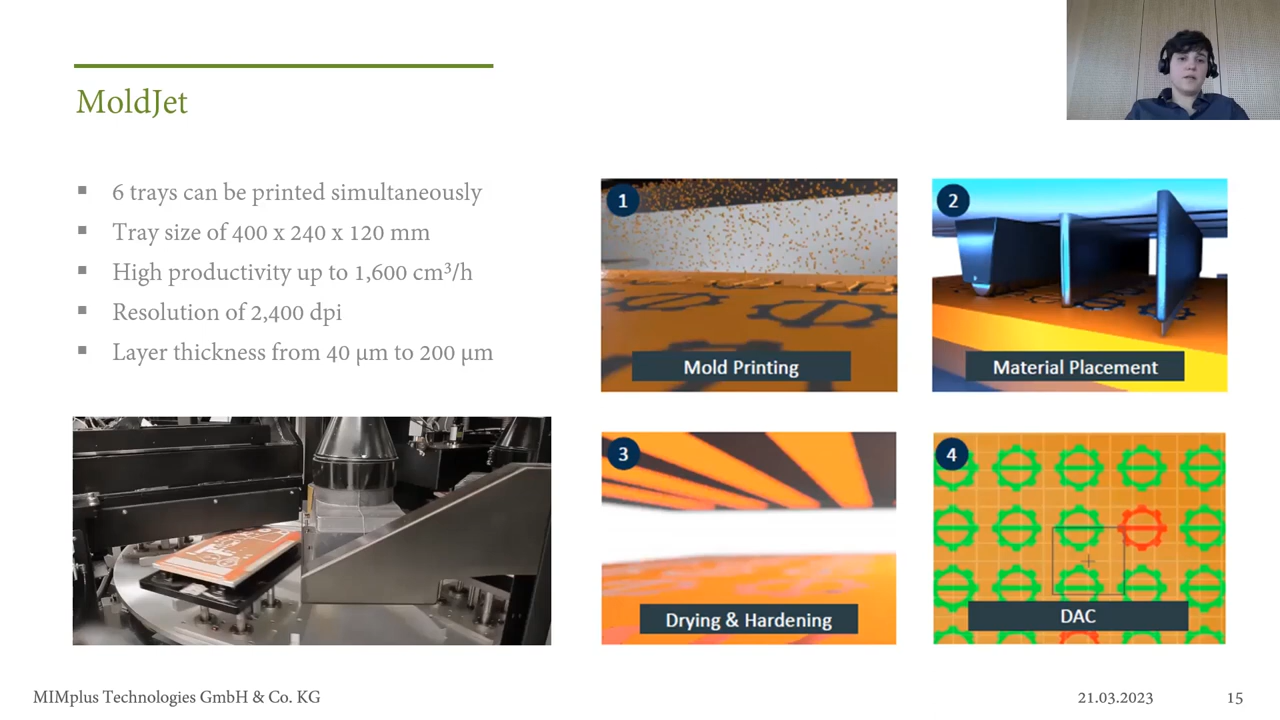 MoldJet
6 trays can be printed simultaneously
Tray size of 400 x 240 x 120 mm
High productivity up to 1,600 cm³/h
Resolution of 2,400 dpi
Layer thickness from 40 µm to 200 µm
1
Mold Printing
2
Material Placement
3
Drying & Hardening
4
DAC
MIMplus Technologies GmbH & Co. KG
21.03.2023
15